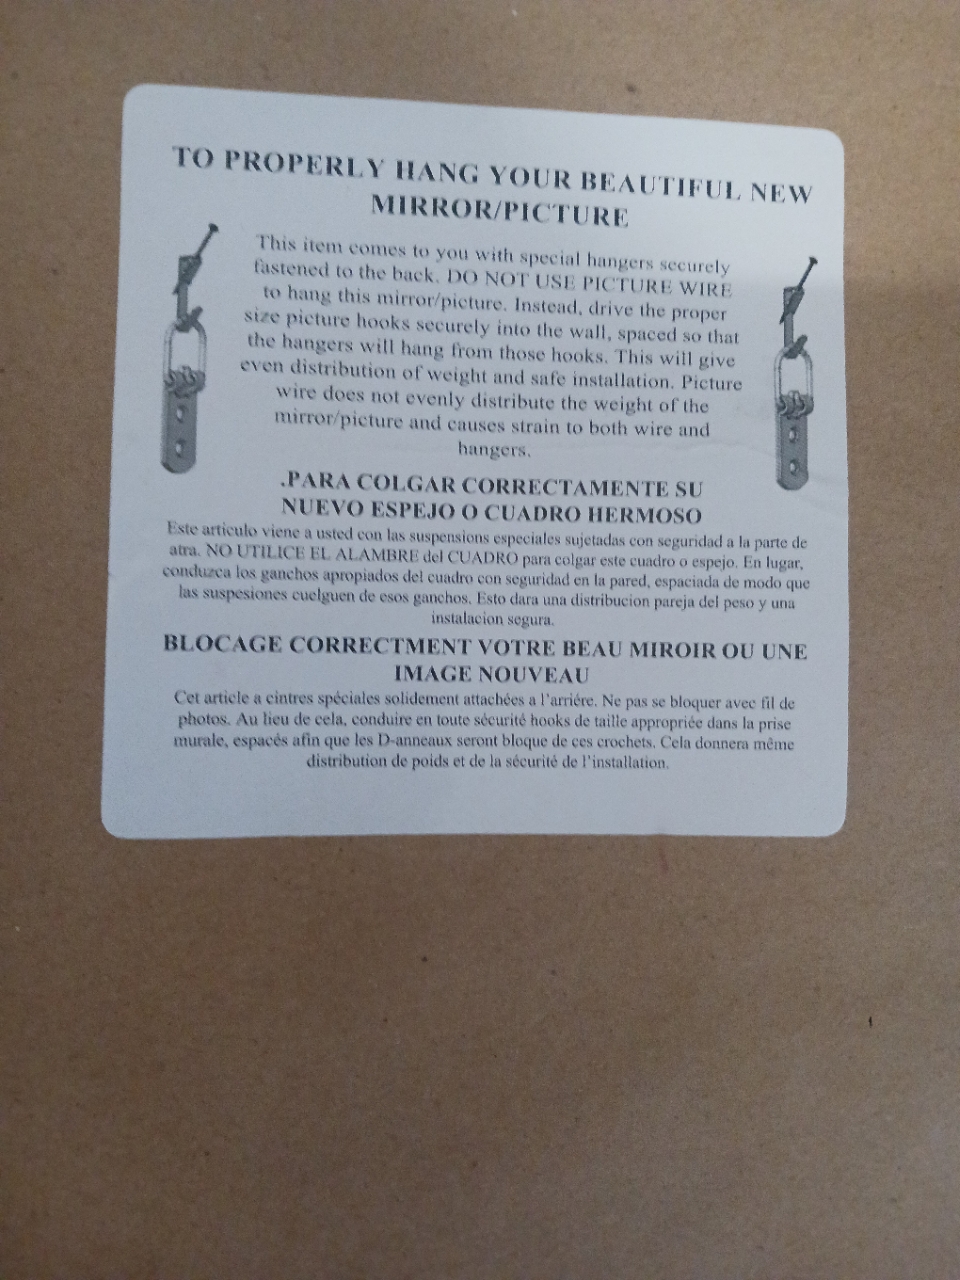 TO PROPERLY HANG YOUR BEAUTIFUL NEW
MIRROR/PICTURE
This item comes to you with special hangers securely
fastened to the back. DO NOT USE PICTURE WIRE
to hang this mirror/picture. Instead, drive the proper
size picture hooks securely into the wall, spaced so that
the hangers will hang from those hooks. This will give
even distribution of weight and safe installation. Picture
wire does not evenly distribute the weight of the
mirror/picture and causes strain to both wire and
hangers.
.PARA COLGAR CORRECTAMENTE SU
NUEVO ESPEJO O CUADRO HERMOSO
Este articulo viene a usted con las suspensions especiales sujetadas con seguridad a la parte de
atra. NO UTILICE EL ALAMBRE del CUADRO para colgar este cuadro o espejo. En lugar,
conduzca los ganchos apropiados del cuadro con seguridad en la pared, espaciada de modo que
las suspesiones cuelguen de esos ganchos. Esto dara una distribucion pareja del peso y una
instalacion segura.
BLOCAGE CORRECTMENT VOTRE BEAU MIROIR OU UNE
IMAGE NOUVEAU
Cet article a cintres spéciales solidement attachées a l'arriére. Ne pas se bloquer avec fil de
photos. Au lieu de cela, conduire en toute sécurité hooks de taille appropriée dans la prise
murale, espacés afin que les D-anneaux seront bloque de ces crochets. Cela donnera même
distribution de poids et de la sécurité de l'installation.